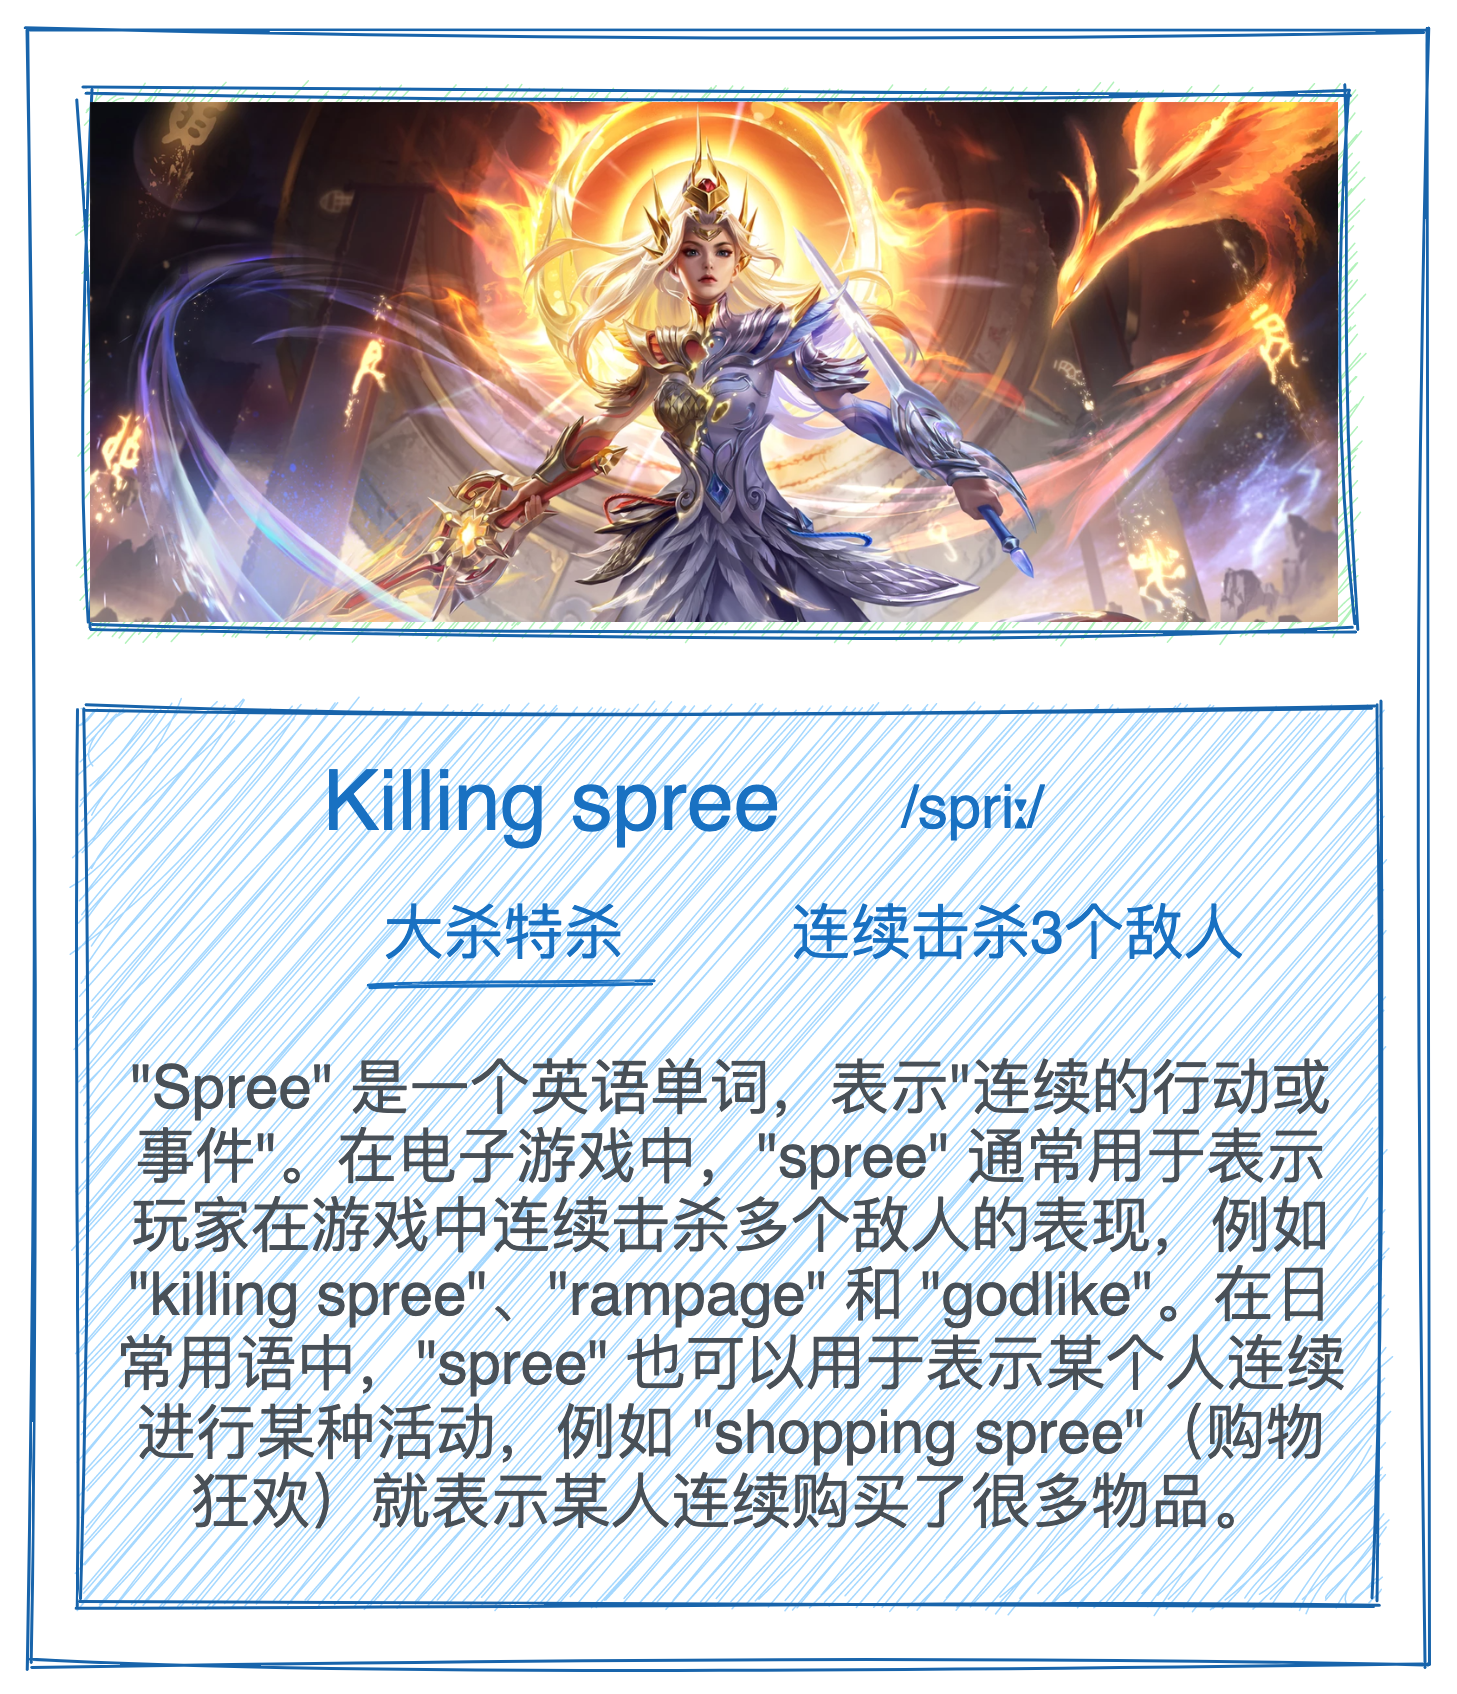 Killing spree /spriː/
大杀特杀 连续击杀3个敌人
"Spree" 是一个英语单词，表示"连续的行动或
事件"。在电子游戏中，"spree" 通常用于表示
玩家在游戏中连续击杀多个敌人的表现，例如
"killing spree"、"rampage" 和 "godlike"。在日
常用语中，"spree" 也可以用于表示某个人连续
进行某种活动，例如 "shopping spree"（购物
狂欢）就表示某人连续购买了很多物品。